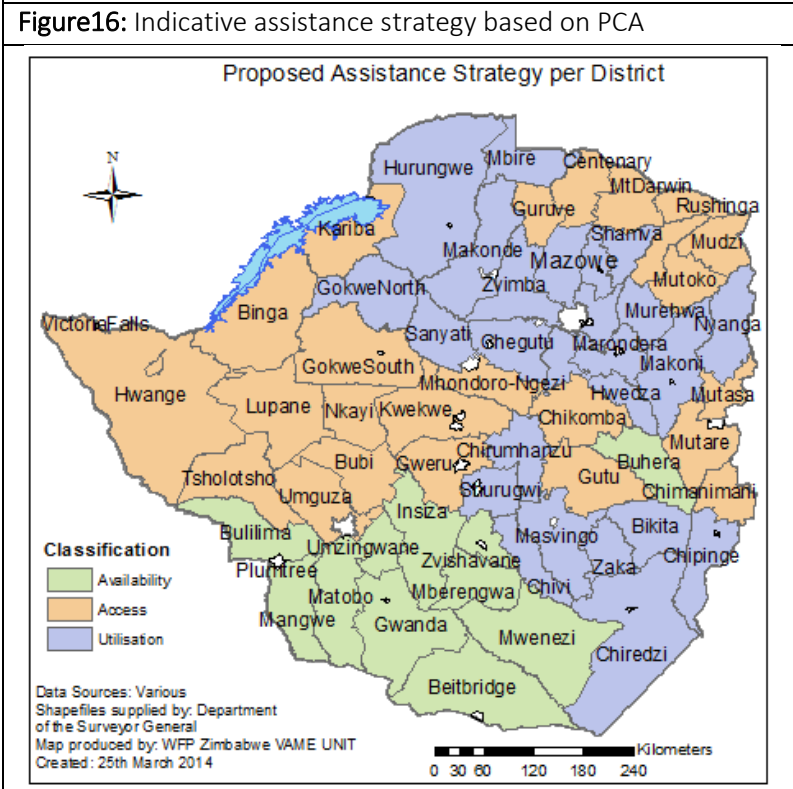 Figure16: Indicative assistance strategy based on PCA
Proposed Assistance Strategy per District
N
Hurungwe
Mbire
Centenary
MtDarwin
Rushinga
Kariba
Guruve
Shamva
Mudzi
Makonde
Mazowe
Mutoko
GokweNorth
Zvimba
Murehwa
Nyanga
Binga
VictoriaFalls
Sanyati
Chegutu
Marondera
Makoni
GokweSouth
Hwange
Mhondoro-Ngezi
Hwedza
Mutasa
Lupane
Nkayi
Kwekwe
Chikomba
Mutare
Chirumhanzu
Buhera
Bubi
Gweru
Gutu
Tsholotsho
Umguza
Shurugwi
Chimanimani
Insiza
Bulilima
Umzingwane
Masvingo
Bikita
Classification
Zvishavane
Chipinge
Availability
Plumtree
Zaka
Matobo
Mberengwa
Chivi
Access
Mangwe
Gwanda
Mwenezi
Utilisation
Chiredzi
Beitbridge
Data Sources: Various
Shapefiles supplied by: Department
of the Surveyor General
Map produced by: WFP Zimbabwe VAME UNIT
Created: 25th March 2014
Kilometers
0 30 60 120 180 240